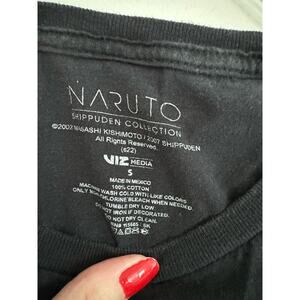 NARUTO
SHIPPUDEN COLLECTION
©2002 MASASHI KISHIMOTO / 2007 SHIPPUDEN
All Rights Reserved.
(s22)
VIZ MEDIA
S
MADE IN MEXICO
100% COTTON
MACHINE WASH COLD WITH LIKE COLORS
ONLY NON-CHLORINE BLEACH WHEN NEEDED.
TUMBLE DRY LOW
DO NOT IRON IF DECORATED.
DO NOT DRY CLEAN.